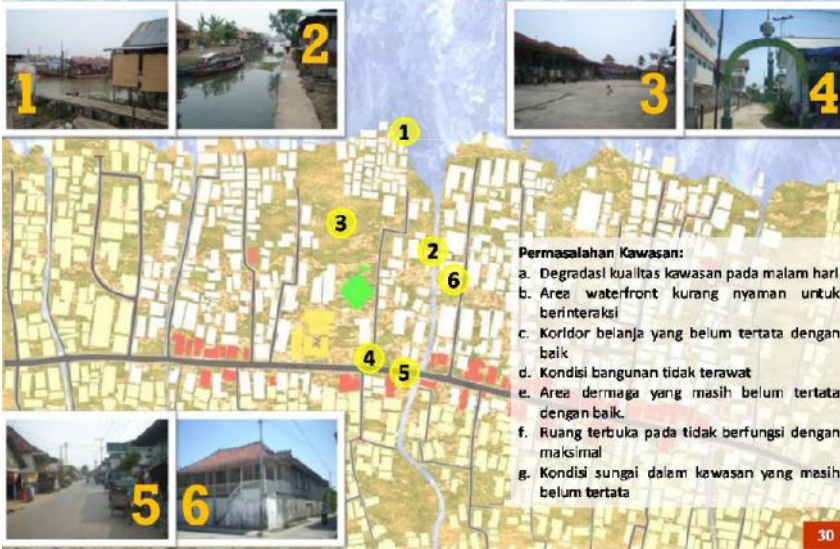 1
2
3
4
1
3
2
6
4
5
Permasalahan Kawasan:
a. Degradasi kualitas kawasan pada malam hari
b. Area waterfront kurang nyaman untuk
berinteraksi
c. Koridor belanja yang belum tertata dengan
baik
d. Kondisi bangunan tidak terawat
e. Area dermaga yang masih belum tertata
dengan baik.
f. Ruang terbuka pada tidak berfungsi dengan
maksimal
g. Kondisi sungai dalam kawasan yang masih
belum tertata
5
6
30